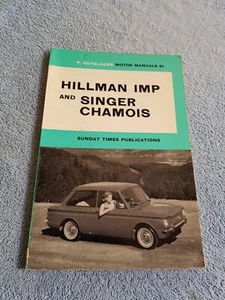 P. OLYSLAGER MOTOR MANUALS 61
HILLMAN IMP
AND SINGER
CHAMOIS
SUNDAY TIMES PUBLICATIONS